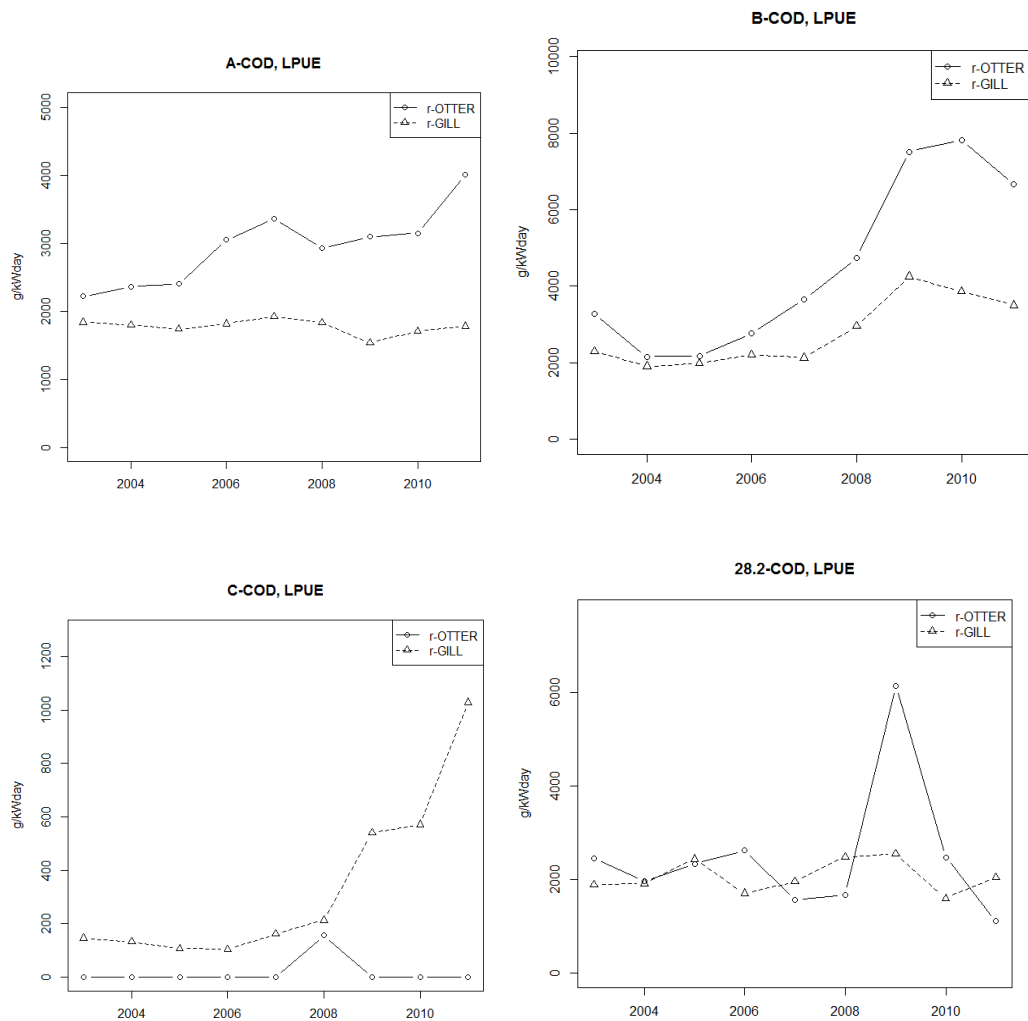 A-COD, LPUE
r-OTTER
r-GILL
g/kWday
5000
4000
3000
2000
1000
0
2004 2006 2008 2010
B-COD, LPUE
r-OTTER
r-GILL
g/kWday
10000
8000
6000
4000
2000
0
2004 2006 2008 2010
C-COD, LPUE
r-OTTER
r-GILL
g/kWday
1200
1000
800
600
400
200
0
2004 2006 2008 2010
28.2-COD, LPUE
r-OTTER
r-GILL
g/kWday
6000
4000
2000
0
2004 2006 2008 2010